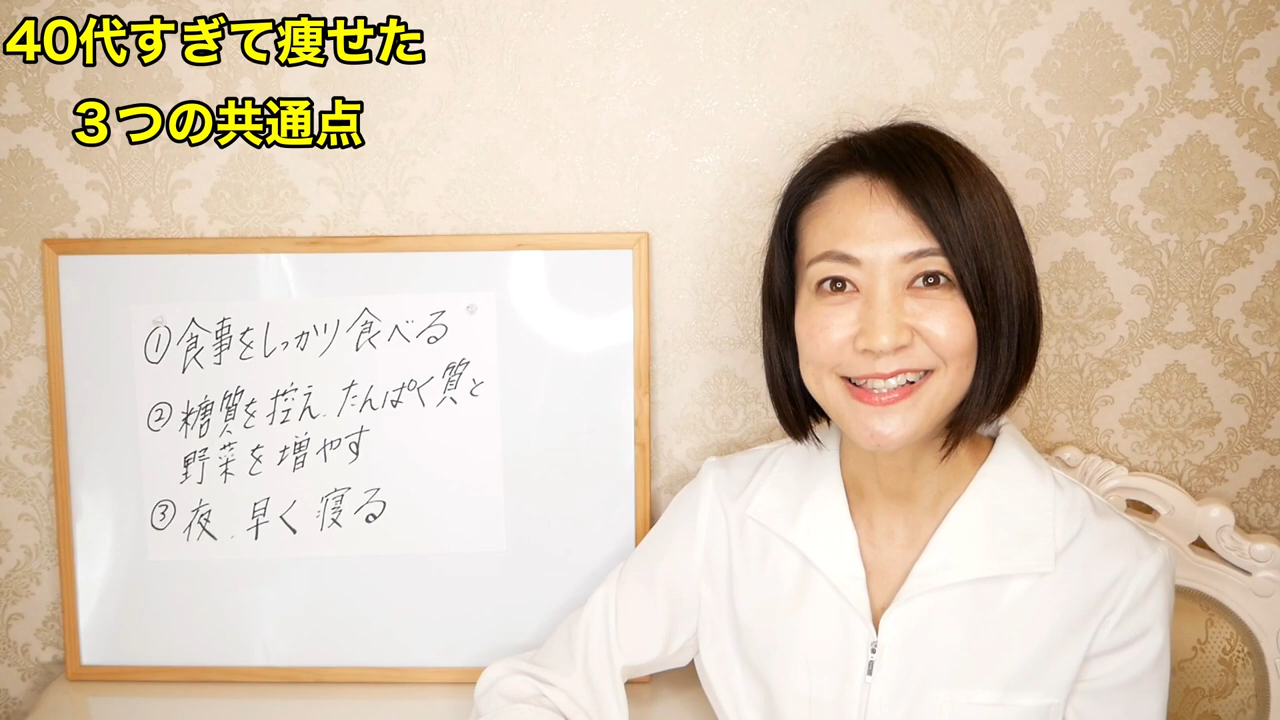 40代すぎて痩せた
３つの共通点
①食事をしっかり食べる
②糖質を控え、たんぱく質と
野菜を増やす
③夜、早く寝る